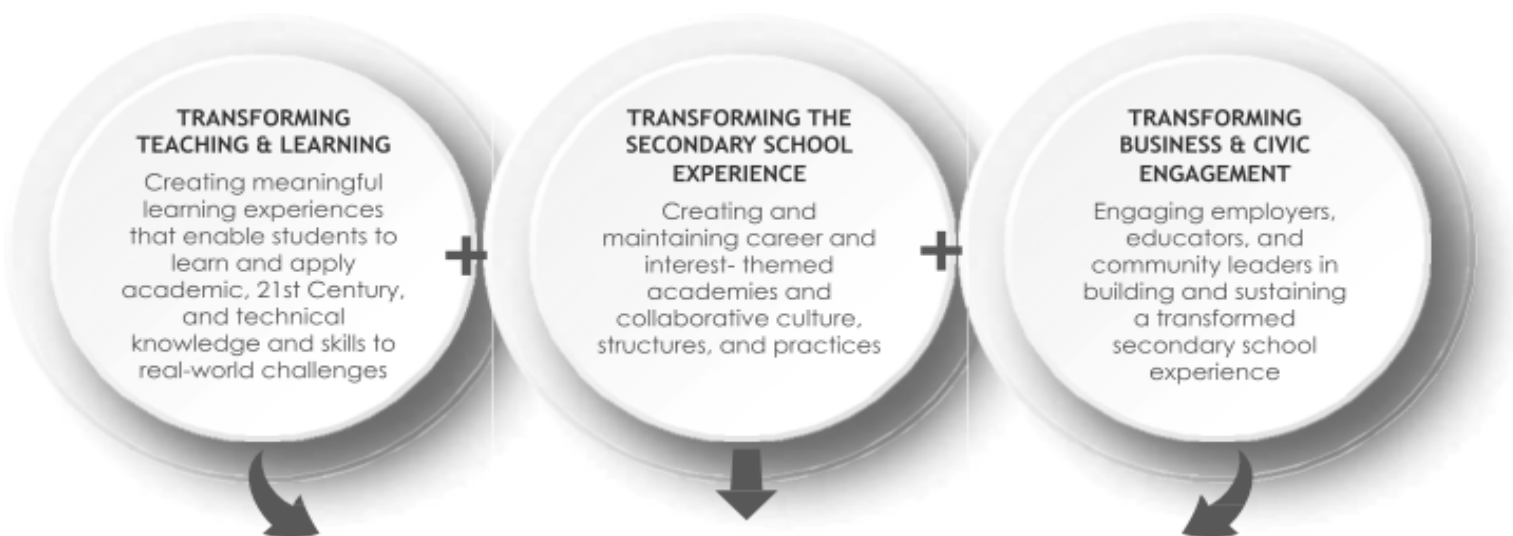 TRANSFORMING
TEACHING & LEARNING
Creating meaningful
learning experiences
that enable students to
learn and apply
academic, 21st Century,
and technical
knowledge and skills to
real-world challenges
+
TRANSFORMING THE
SECONDARY SCHOOL
EXPERIENCE
Creating and
maintaining career and
interest- themed
academies and
collaborative culture,
structures, and practices
+
TRANSFORMING
BUSINESS & CIVIC
ENGAGEMENT
Engaging employers,
educators, and
community leaders in
building and sustaining
a transformed
secondary school
experience